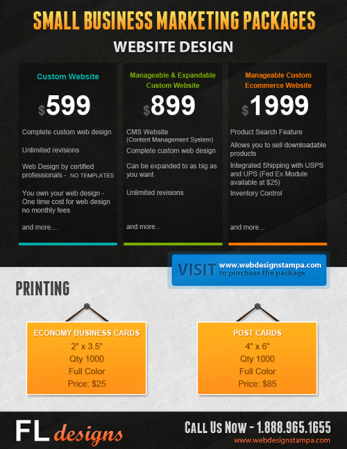 SMALL BUSINESS MARKETING PACKAGES
WEBSITE DESIGN
Custom Website
$599
Complete custom web design
Unlimited revisions
Web Design by certified
professionals - NO TEMPLATES
You own your web design -
One time cost for web design
no monthly fees
and more....
Manageable & Expandable
Custom Website
$899
CMS Website
(Content Management System)
Complete custom web design
Can be expanded to as big as
you want
Unlimited revisions
and more...
Manageable Custom
Ecommerce Website
$1999
Product Search Feature
Allows you to sell downloadable
products
Integrated Shipping with USPS
and UPS (Fed Ex Module
available at $25)
Inventory Control
and more...
VISIT www.webdesignstampa.com
to purchase the package
PRINTING
ECONOMY BUSINESS CARDS
2" x 3.5"
Qty 1000
Full Color
Price: $25
POST CARDS
4" x 6"
Qty 1000
Full Color
Price: $85
FL designs
CALL US NOW - 1.888.965.1655
www.webdesignstampa.com